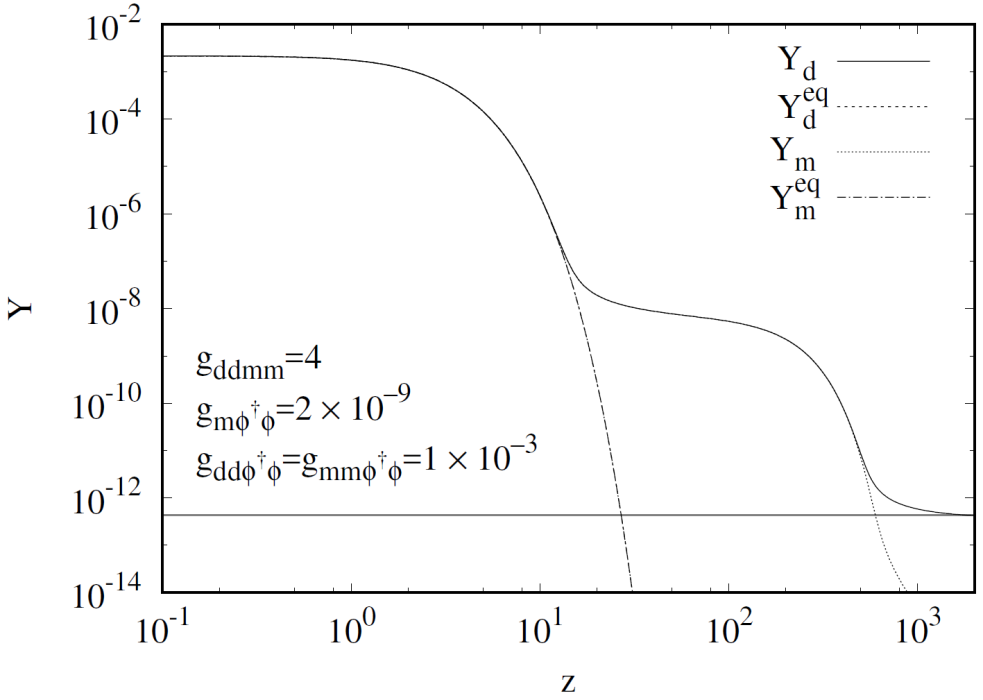 10^-2
10^-4
10^-6
10^-8
10^-10
10^-12
10^-14
Y
Y_d
Y_d^eq
Y_m
Y_m^eq
g_ddmm=4
g_mϕ†ϕ=2 × 10^-9
g_ddϕ†ϕ=g_mmϕ†ϕ=1 × 10^-3
10^-1 10^0 10^1 10^2 10^3
z